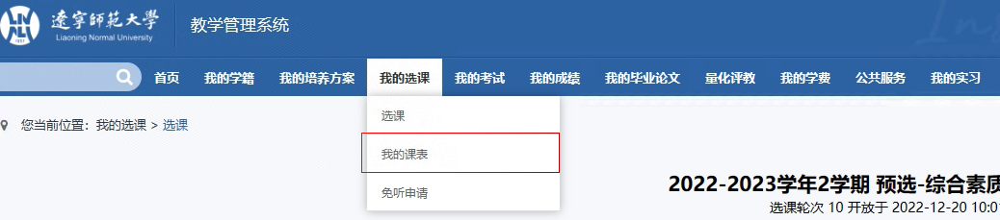 遼寧師範大學
Liaoning Normal University
教学管理系统
首页 我的学籍 我的培养方案 我的选课 我的考试 我的成绩 我的毕业论文 量化评教 我的学费 公共服务 我的实习
选课
我的课表
免听申请
您当前位置：我的选课 > 选课
2022-2023学年2学期 预选-综合素质
选课轮次 10 开放于 2022-12-20 10:01